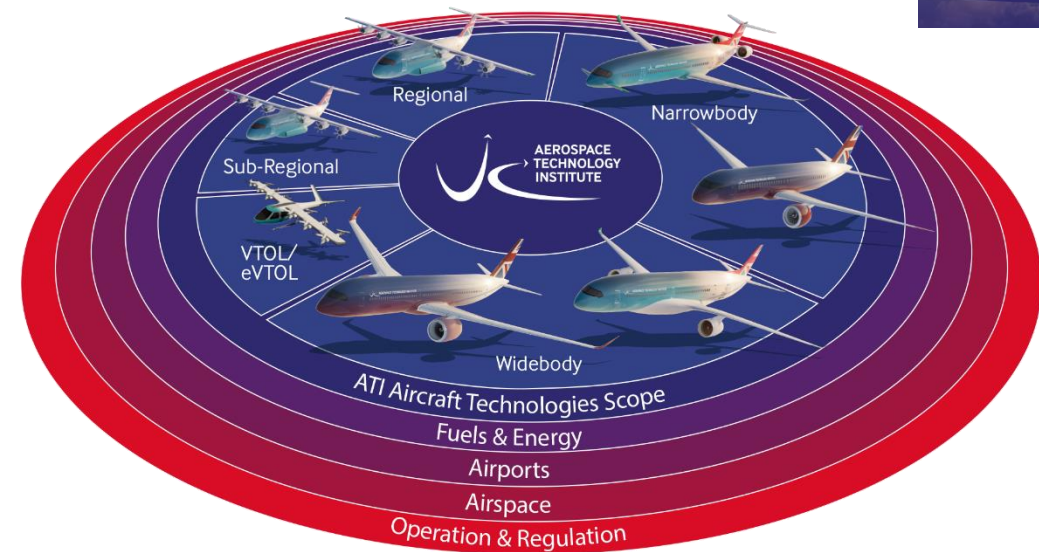 Regional
Narrowbody
AEROSPACE
TECHNOLOGY
INSTITUTE
Sub-Regional
VTOL/
eVTOL
Widebody
ATI Aircraft Technologies Scope
Fuels & Energy
Airports
Airspace
Operation & Regulation